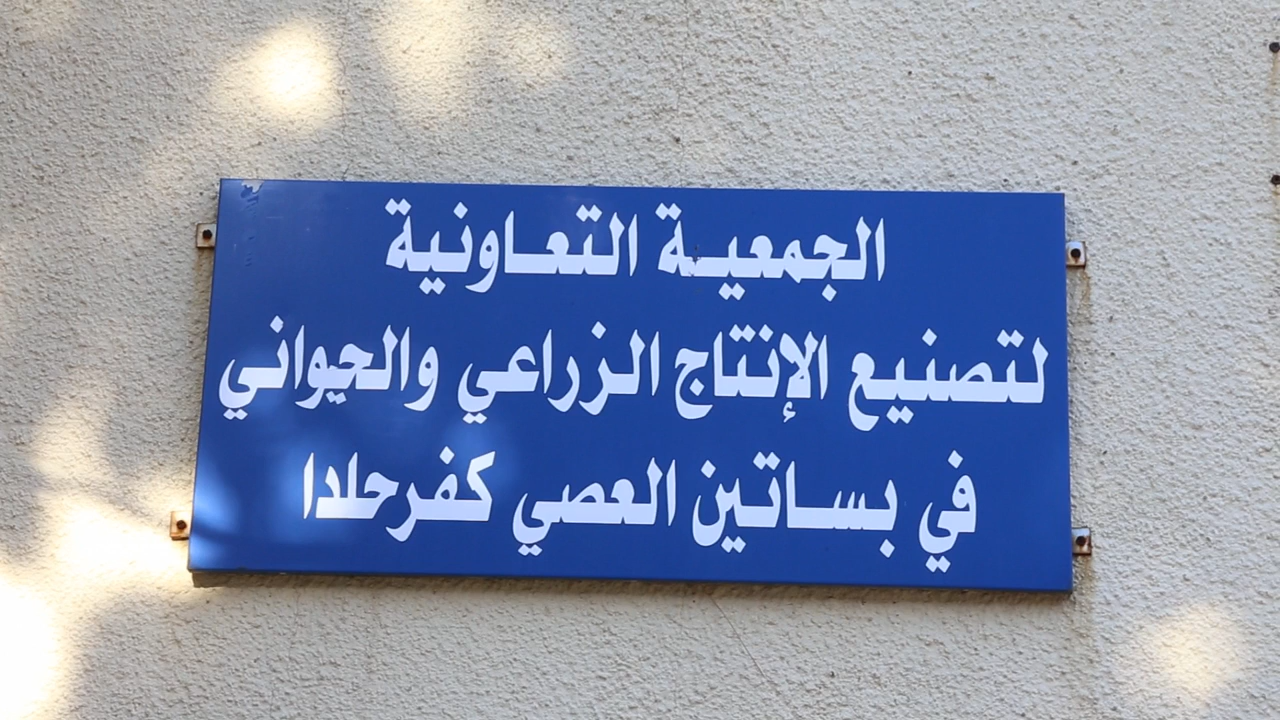 الجمعية التعاونية
لتصنيع الإنتاج الزراعي والحيواني
في بساتين العصي كفرحلدا